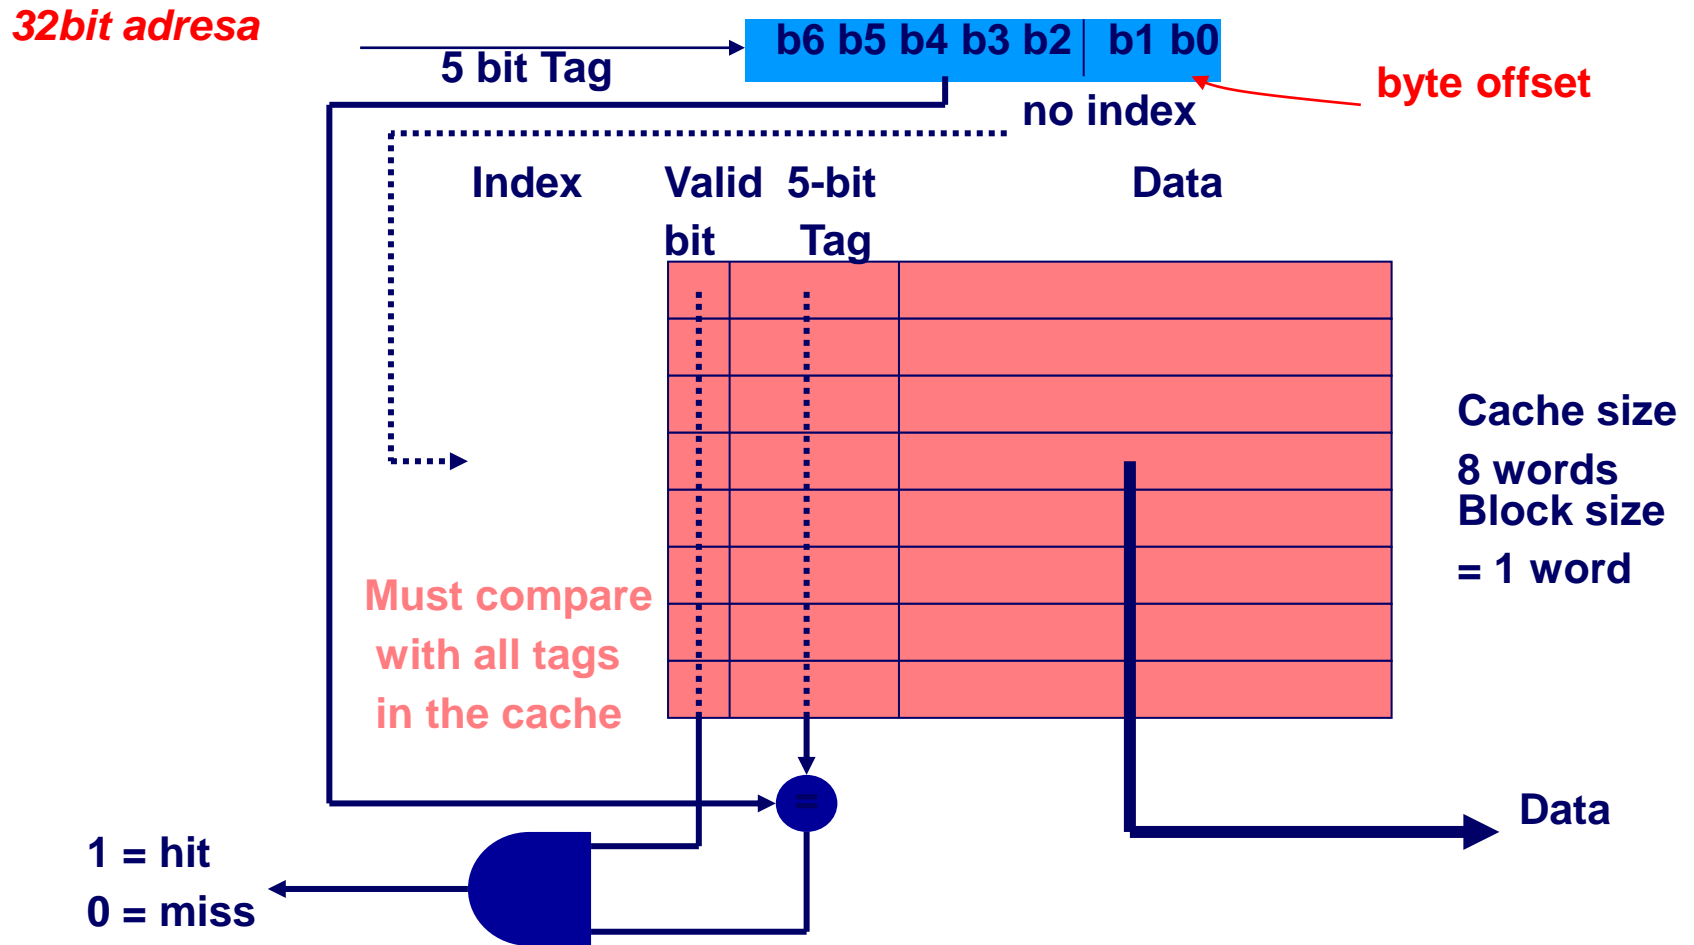 32bit adresa
b6 b5 b4 b3 b2 b1 b0
5 bit Tag
byte offset
no index
Index Valid 5-bit Data
bit Tag
Cache size
8 words
Block size
= 1 word
Must compare
with all tags
in the cache
=
Data
1 = hit
0 = miss